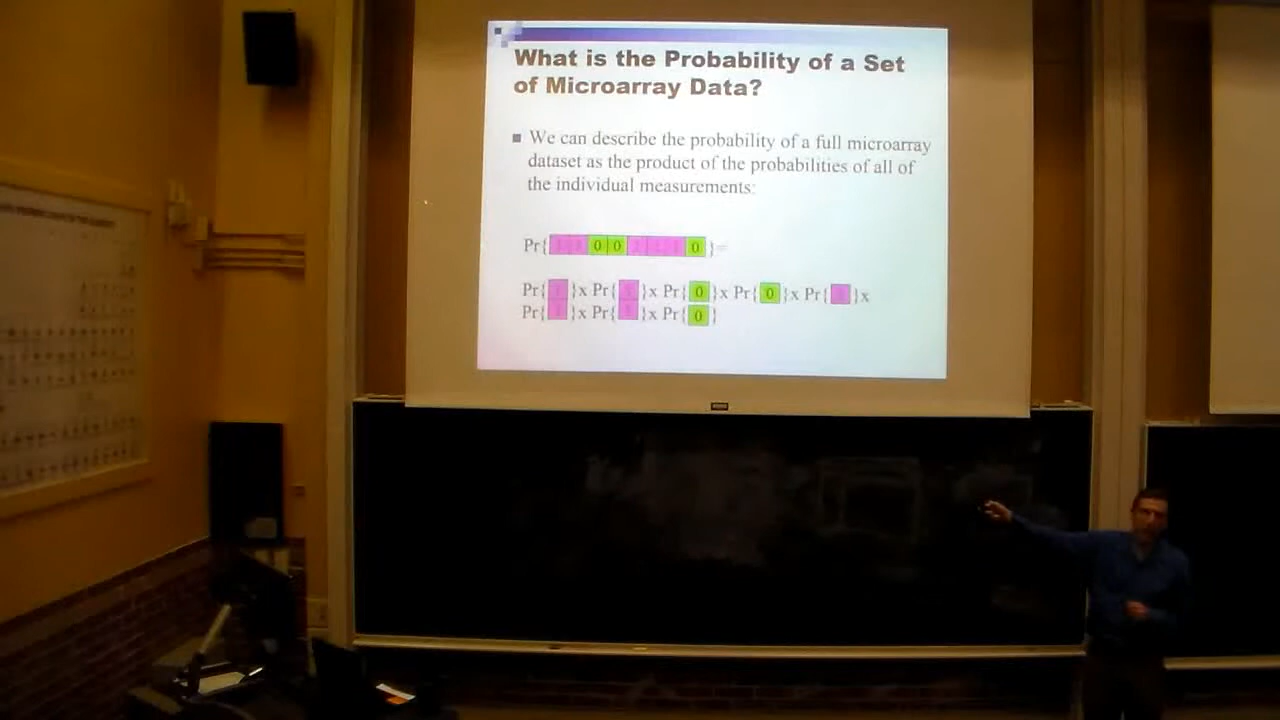 What is the Probability of a Set
of Microarray Data?
■ We can describe the probability of a full microarray
dataset as the product of the probabilities of all of
the individual measurements:
Pr{ 0 0 0 }=
Pr{ }x Pr{ }x Pr{ 0 }x Pr{ 0 }x Pr{ }x
Pr{ }x Pr{ }x Pr{ 0 }